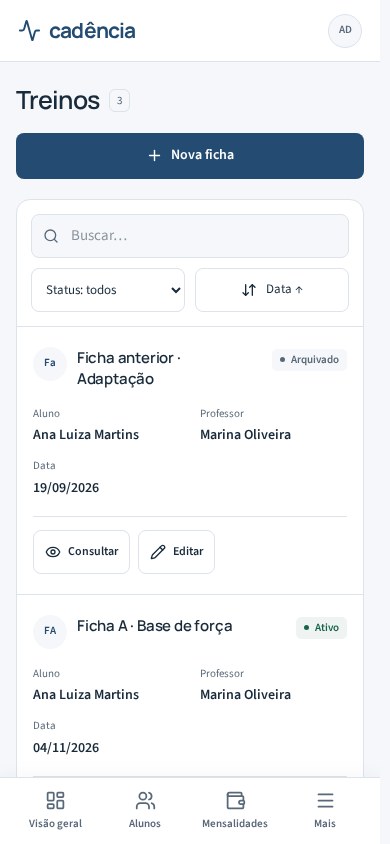 cadência
AD
Treinos 3
Nova ficha
Buscar...
Status: todos
Data ↑
Fa
Ficha anterior ·
Adaptação
Arquivado
Aluno
Professor
Ana Luiza Martins
Marina Oliveira
Data
19/09/2026
Consultar
Editar
FA
Ficha A · Base de força
Ativo
Aluno
Professor
Ana Luiza Martins
Marina Oliveira
Data
04/11/2026
Visão geral
Alunos
Mensalidades
Mais